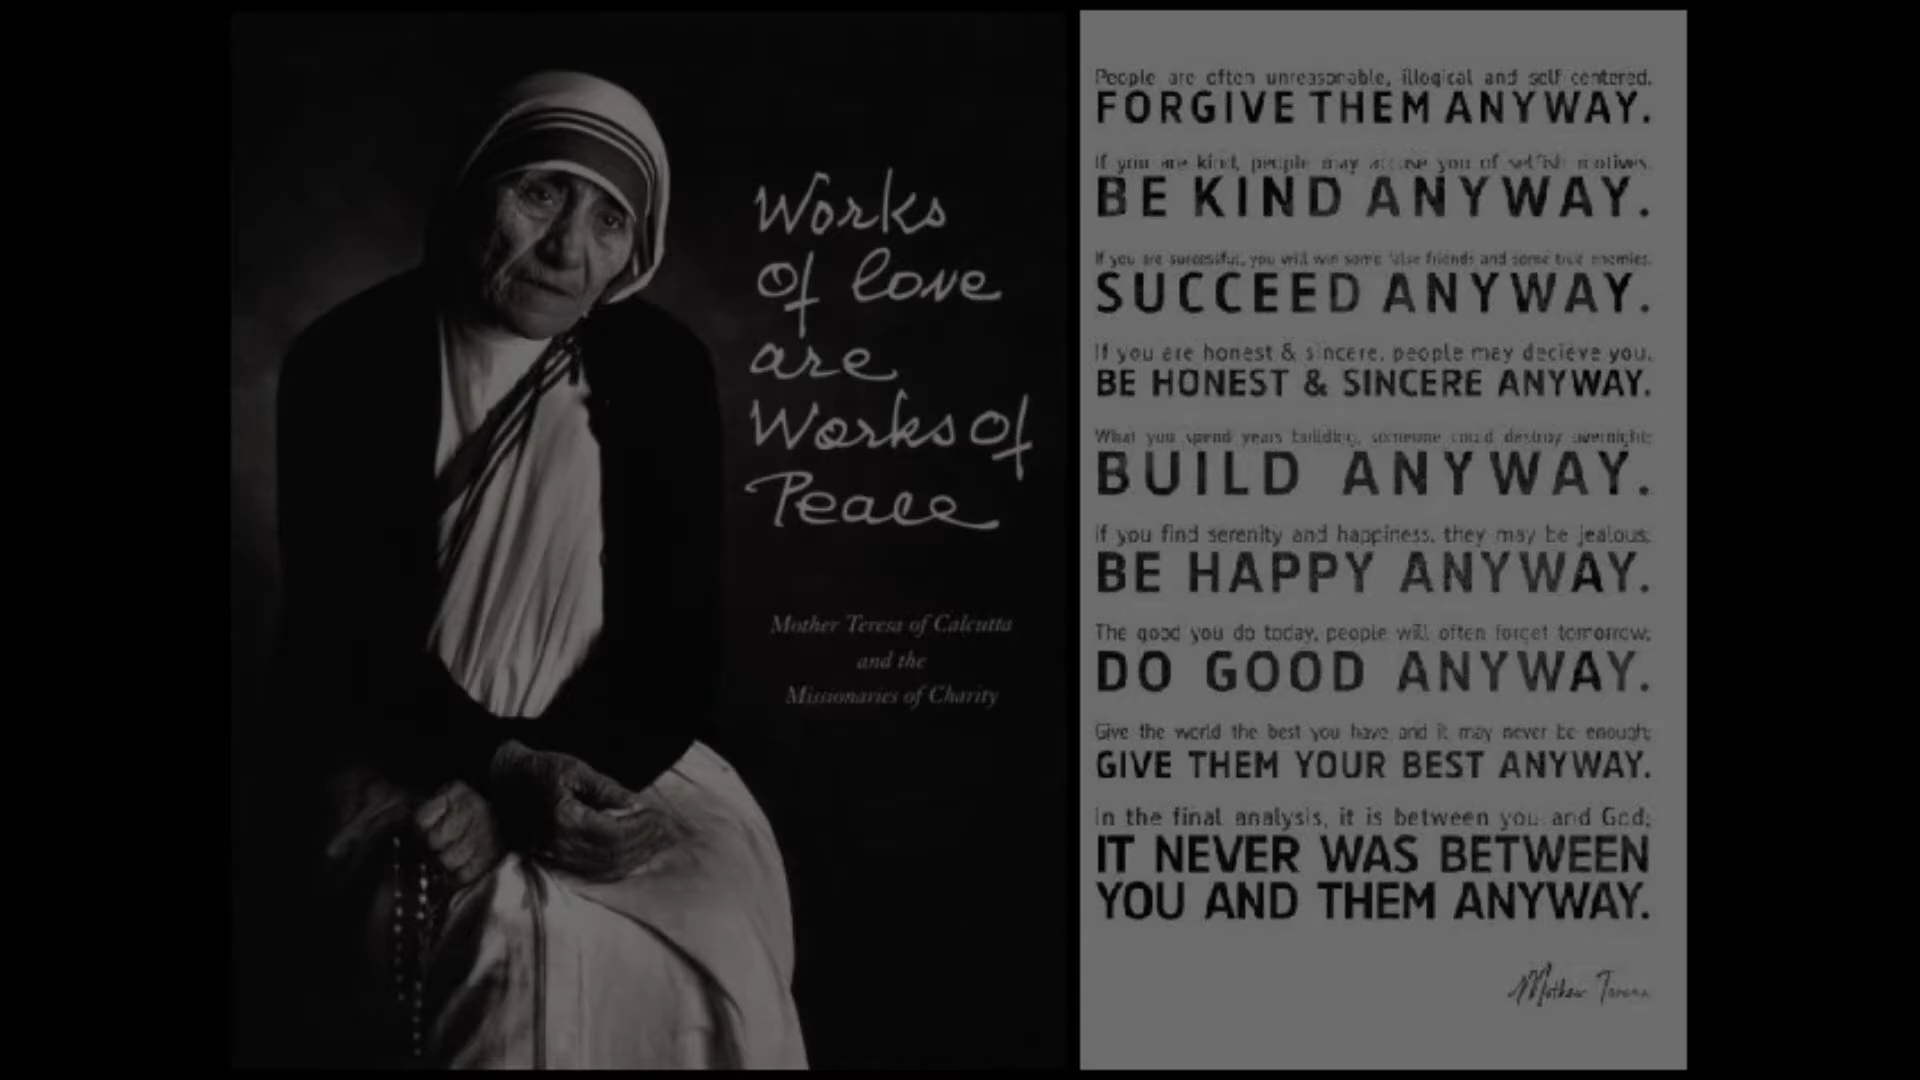 Works
of love
are
Works of
Peace
Mother Teresa of Calcutta
and the
Missionaries of Charity
People are often unreasonable, illogical and self centered.
FORGIVE THEM ANYWAY.
If you are kind, people may accuse you of selfish motives.
BE KIND ANYWAY.
If you are successful, you will win some false friends and some true enemies.
SUCCEED ANYWAY.
If you are honest & sincere, people may decieve you.
BE HONEST & SINCERE ANYWAY.
What you spend years building, someone could destroy overnight;
BUILD ANYWAY.
if you find serenity and happiness, they may be jealous;
BE HAPPY ANYWAY.
The good you do today, people will often forget tomorrow;
DO GOOD ANYWAY.
Give the world the best you have and it may never be enough;
GIVE THEM YOUR BEST ANYWAY.
in the final analysis, it is between you and God;
IT NEVER WAS BETWEEN
YOU AND THEM ANYWAY.
Mother Teresa